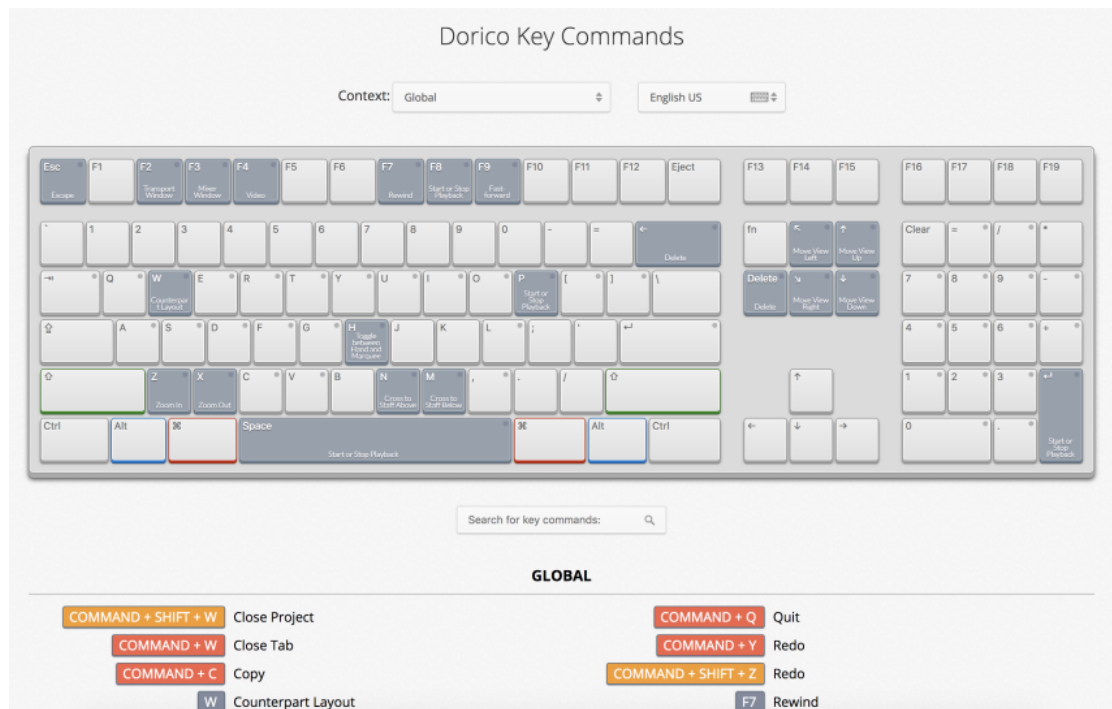 Dorico Key Commands
Context: Global English US
Esc F1 F2 F3 F4 F5 F6 F7 F8 F9 F10 F11 F12 Eject F13 F14 F15 F16 F17 F18 F19
Escape Transport Window Mixer Window Video Rewind Start or Stop Playback Fast-forward
` 1 2 3 4 5 6 7 8 9 0 - = ← fn ↖ ↑ Clear = / *
Delete Move View Left Move View Up
⇥ Q W E R T Y U I O P [ ] \ Delete ↘ ↓ 7 8 9 -
Counterpart Layout Start or Stop Playback Delete Move View Right Move View Down
⇪ A S D F G H J K L ; ' ↵ 4 5 6 +
Toggle between Hand and Marquee
⇧ Z X C V B N M , . / ⇧ ↑ 1 2 3 ↵
Zoom In Zoom Out Cross to Staff Above Cross to Staff Below
Ctrl Alt ⌘ Space ⌘ Alt Ctrl ← ↓ → 0 .
Start or Stop Playback Start or Stop Playback
Search for key commands:
GLOBAL
COMMAND + SHIFT + W Close Project COMMAND + Q Quit
COMMAND + W Close Tab COMMAND + Y Redo
COMMAND + C Copy COMMAND + SHIFT + Z Redo
W Counterpart Layout F7 Rewind